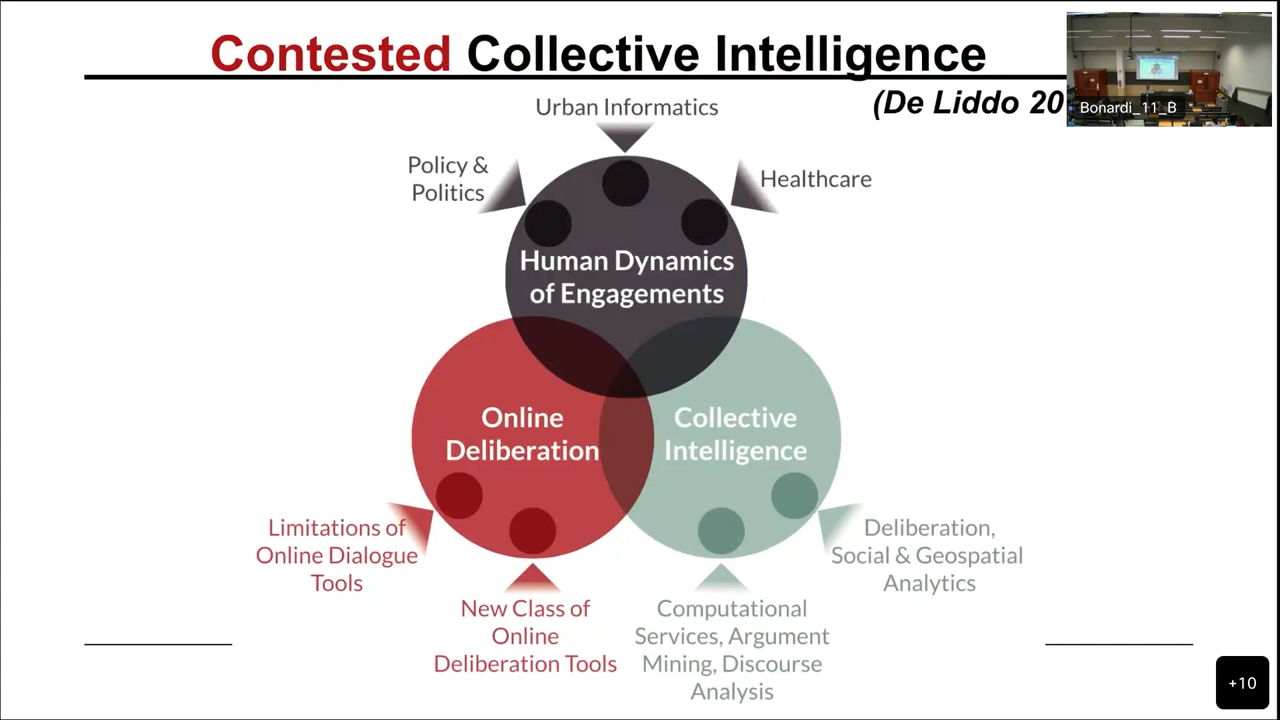 Contested Collective Intelligence
(De Liddo 20
Bonardi_11_B
Urban Informatics
Policy &
Politics
Healthcare
Human Dynamics
of Engagements
Online
Deliberation
Collective
Intelligence
Limitations of
Online Dialogue
Tools
New Class of
Online
Deliberation Tools
Computational
Services, Argument
Mining, Discourse
Analysis
Deliberation,
Social & Geospatial
Analytics
+10